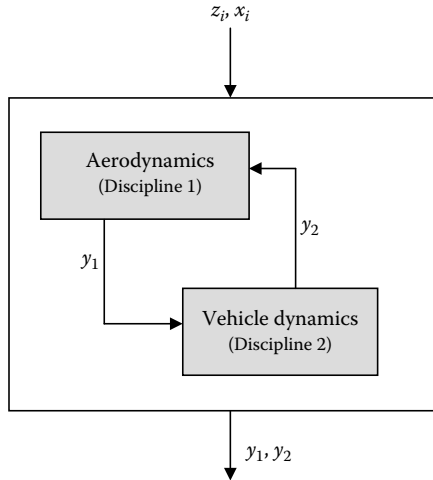 z_i, x_i
Aerodynamics
(Discipline 1)
y_2
y_1
Vehicle dynamics
(Discipline 2)
y_1, y_2